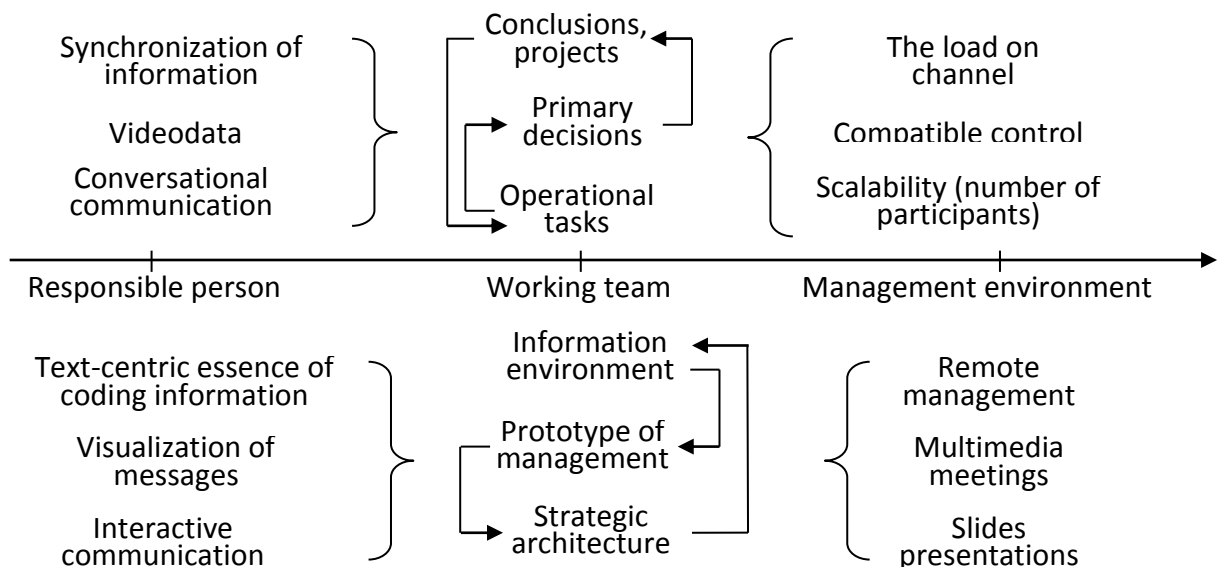 Synchronization of
information
Videodata
Conversational
communication
Conclusions,
projects
Primary
decisions
Operational
tasks
The load on
channel
Compatible control
Scalability (number of
participants)
Responsible person
Working team
Management environment
Text-centric essence of
coding information
Visualization of
messages
Interactive
communication
Information
environment
Prototype of
management
Strategic
architecture
Remote
management
Multimedia
meetings
Slides
presentations